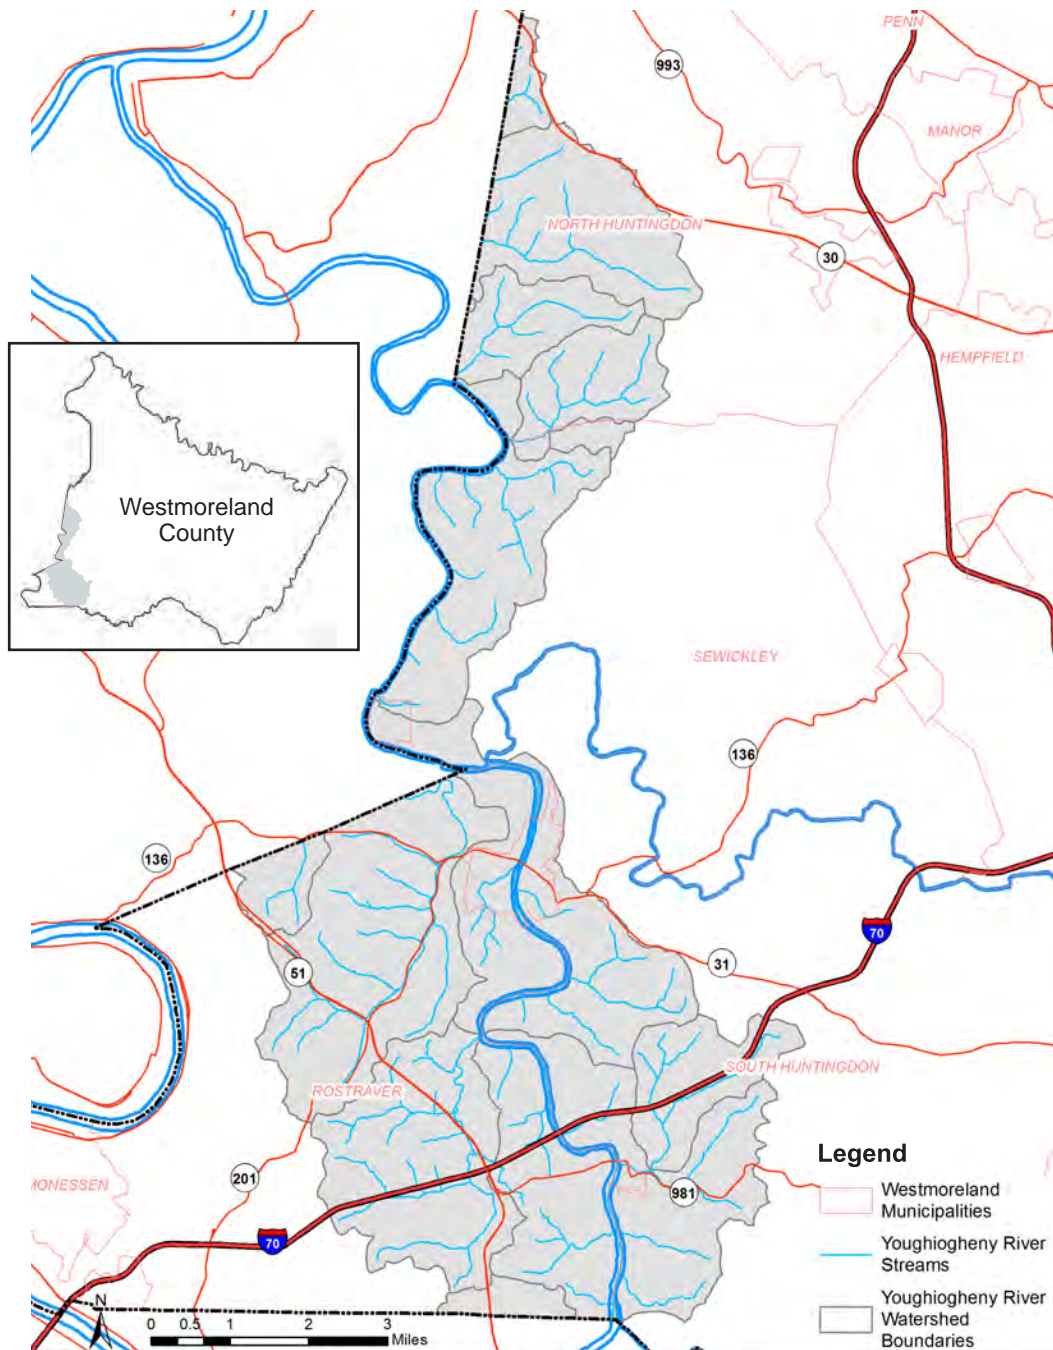 PENN
993
MANOR
NORTH HUNTINGDON
30
HEMPFIELD
Westmoreland
County
SEWICKLEY
136
136
70
51
31
SOUTH HUNTINGDON
ROSTRAVER
Legend
MONESSEN
201
981
Westmoreland
Municipalities
70
Youghiogheny River
Streams
Youghiogheny River
Watershed
Boundaries
N
0 0.5 1 2 3
Miles